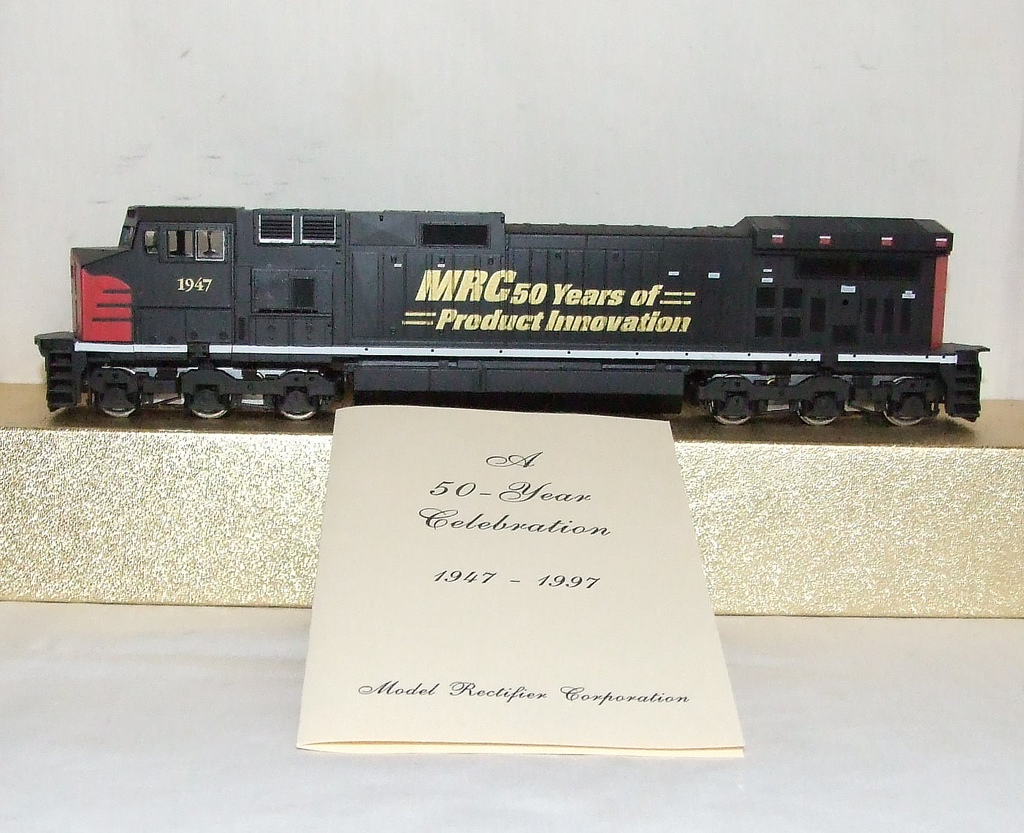 1947
MRC 50 Years of
Product Innovation
A
50-Year
Celebration
1947 - 1997
Model Rectifier Corporation